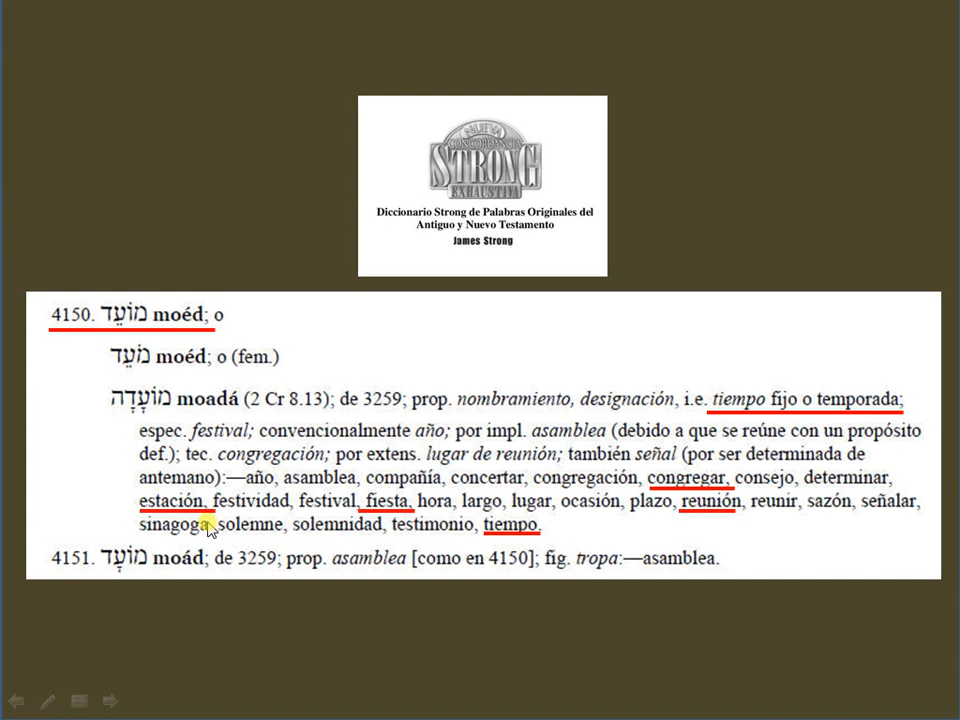 NUEVA
CONCORDANCIA
STRONG
EXHAUSTIVA
Diccionario Strong de Palabras Originales del
Antiguo y Nuevo Testamento
James Strong
4150. מוֹעֵד moéd; o
מֹעֵד moéd; o (fem.)
מוֹעָדָה moadá (2 Cr 8.13); de 3259; prop. nombramiento, designación, i.e. tiempo fijo o temporada;
espec. festival; convencionalmente año; por impl. asamblea (debido a que se reúne con un propósito
def.); tec. congregación; por extens. lugar de reunión; también señal (por ser determinada de
antemano):—año, asamblea, compañía, concertar, congregación, congregar, consejo, determinar,
estación, festividad, festival, fiesta, hora, largo, lugar, ocasión, plazo, reunión, reunir, sazón, señalar,
sinagoga, solemne, solemnidad, testimonio, tiempo.
4151. מוֹעָד moád; de 3259; prop. asamblea [como en 4150]; fig. tropa:—asamblea.